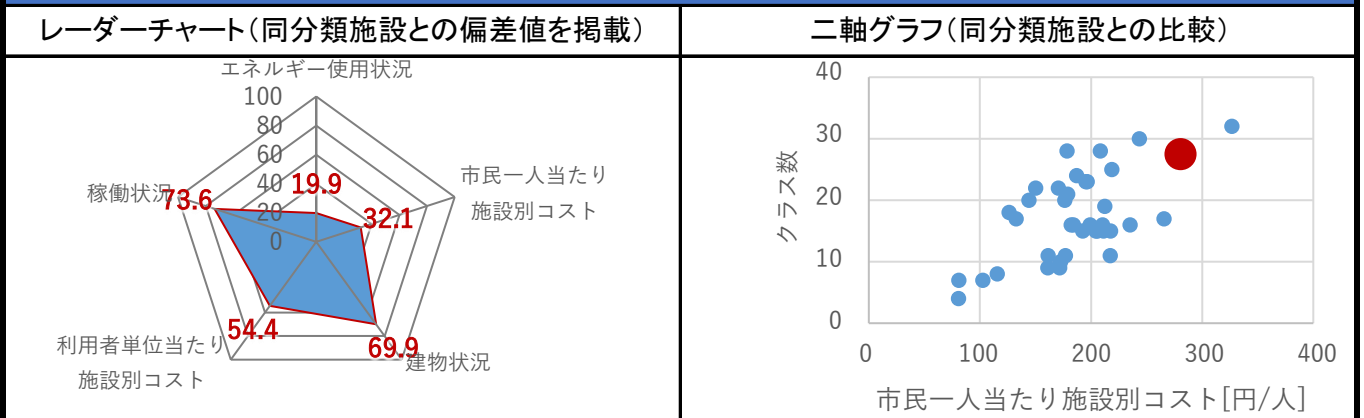 レーダーチャート(同分類施設との偏差値を掲載)
エネルギー使用状況
100
80
60
40
20
0
19.9
市民一人当たり
施設別コスト
32.1
稼働状況
73.6
利用者単位当たり
施設別コスト
54.4
69.9
建物状況
二軸グラフ(同分類施設との比較)
40
30
20
10
0
クラス数
0
100
200
300
400
市民一人当たり施設別コスト[円/人]